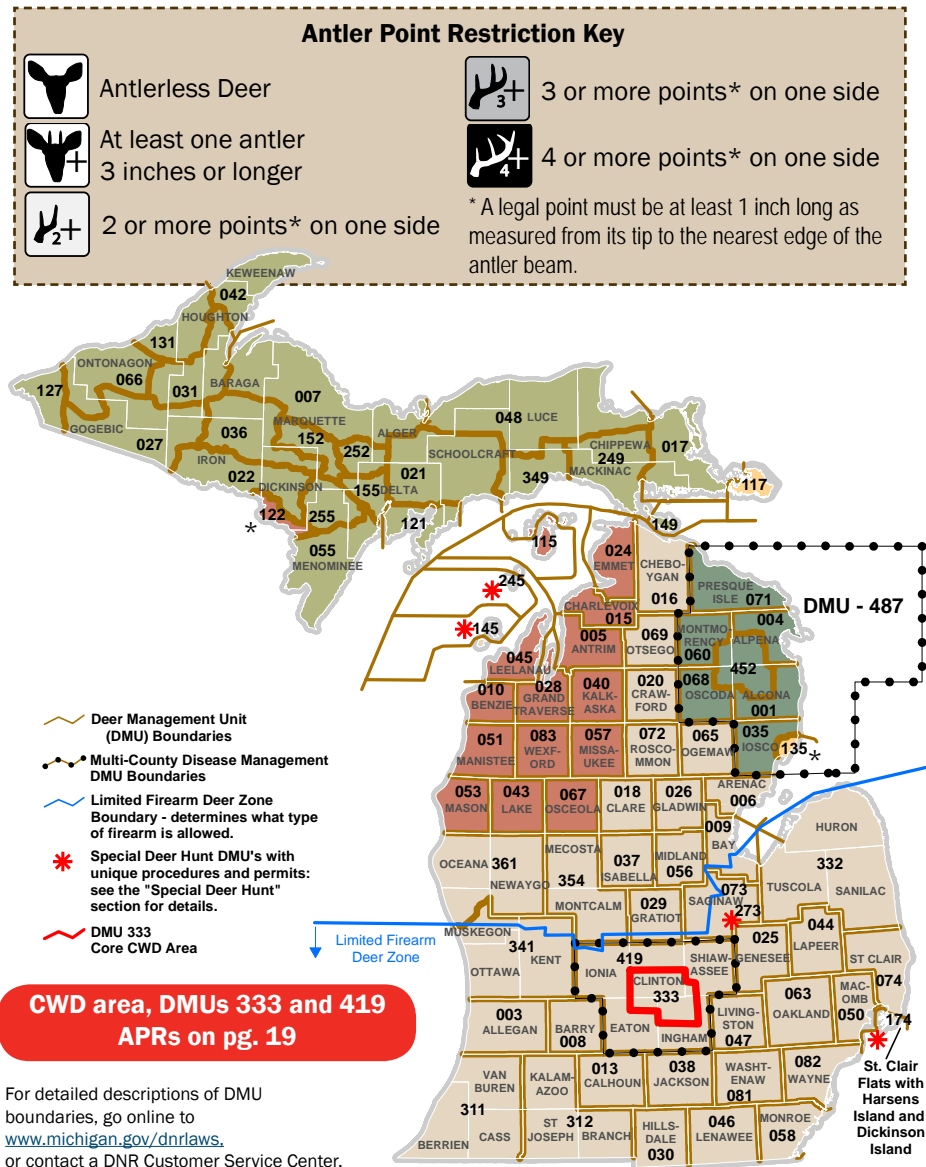 Antler Point Restriction Key
Antlerless Deer
At least one antler
3 inches or longer
+
2 or more points* on one side
2+
3 or more points* on one side
3+
4 or more points* on one side
4+
* A legal point must be at least 1 inch long as
measured from its tip to the nearest edge of the
antler beam.
KEWEENAW
042
HOUGHTON
131
ONTONAGON
066
127
031
BARAGA
007
GOGEBIC
027
036
IRON
MARQUETTE
152
252
ALGER
048
LUCE
SCHOOLCRAFT
CHIPPEWA
249
017
MACKINAC
022
DICKINSON
021
155
DELTA
349
117
122
*
255
121
149
055
MENOMINEE
115
024
EMMET
CHEBO-
YGAN
016
245
145
PRESQUE
ISLE
071
DMU - 487
CHARLEVOIX
015
005
ANTRIM
069
OTSEGO
MONTMO-
RENCY
060
004
ALPENA
045
LEELANAU
452
010
BENZIE
028
GRAND
TRAVERSE
040
KALK-
ASKA
020
CRAW-
FORD
068
OSCODA
ALCONA
001
051
MANISTEE
083
WEXF-
ORD
057
MISSA-
UKEE
072
ROSCO-
MMON
065
OGEMAW
035
IOSCO
135
*
053
MASON
043
LAKE
067
OSCEOLA
018
CLARE
026
GLADWIN
ARENAC
006
009
BAY
HURON
OCEANA
361
NEWAYGO
MECOSTA
354
037
ISABELLA
MIDLAND
056
332
TUSCOLA
SANILAC
MONTCALM
029
GRATIOT
073
SAGINAW
273
MUSKEGON
341
KENT
OTTAWA
419
IONIA
CLINTON
333
SHIAW-
ASSEE
025
GENESEE
044
LAPEER
ST CLAIR
074
003
ALLEGAN
BARRY
008
EATON
INGHAM
LIVING-
STON
047
063
OAKLAND
MAC-
OMB
050
174
St. Clair
Flats with
Harsens
Island and
Dickinson
Island
VAN
BUREN
KALAM-
AZOO
013
CALHOUN
038
JACKSON
WASHT-
ENAW
081
082
WAYNE
311
BERRIEN
CASS
ST
JOSEPH
312
BRANCH
HILLS-
DALE
030
046
LENAWEE
MONROE
058
Deer Management Unit
(DMU) Boundaries
Multi-County Disease Management
DMU Boundaries
Limited Firearm Deer Zone
Boundary - determines what type
of firearm is allowed.
Special Deer Hunt DMU's with
unique procedures and permits:
see the "Special Deer Hunt"
section for details.
DMU 333
Core CWD Area
Limited Firearm
Deer Zone
CWD area, DMUs 333 and 419
APRs on pg. 19
For detailed descriptions of DMU
boundaries, go online to
www.michigan.gov/dnrlaws,
or contact a DNR Customer Service Center.